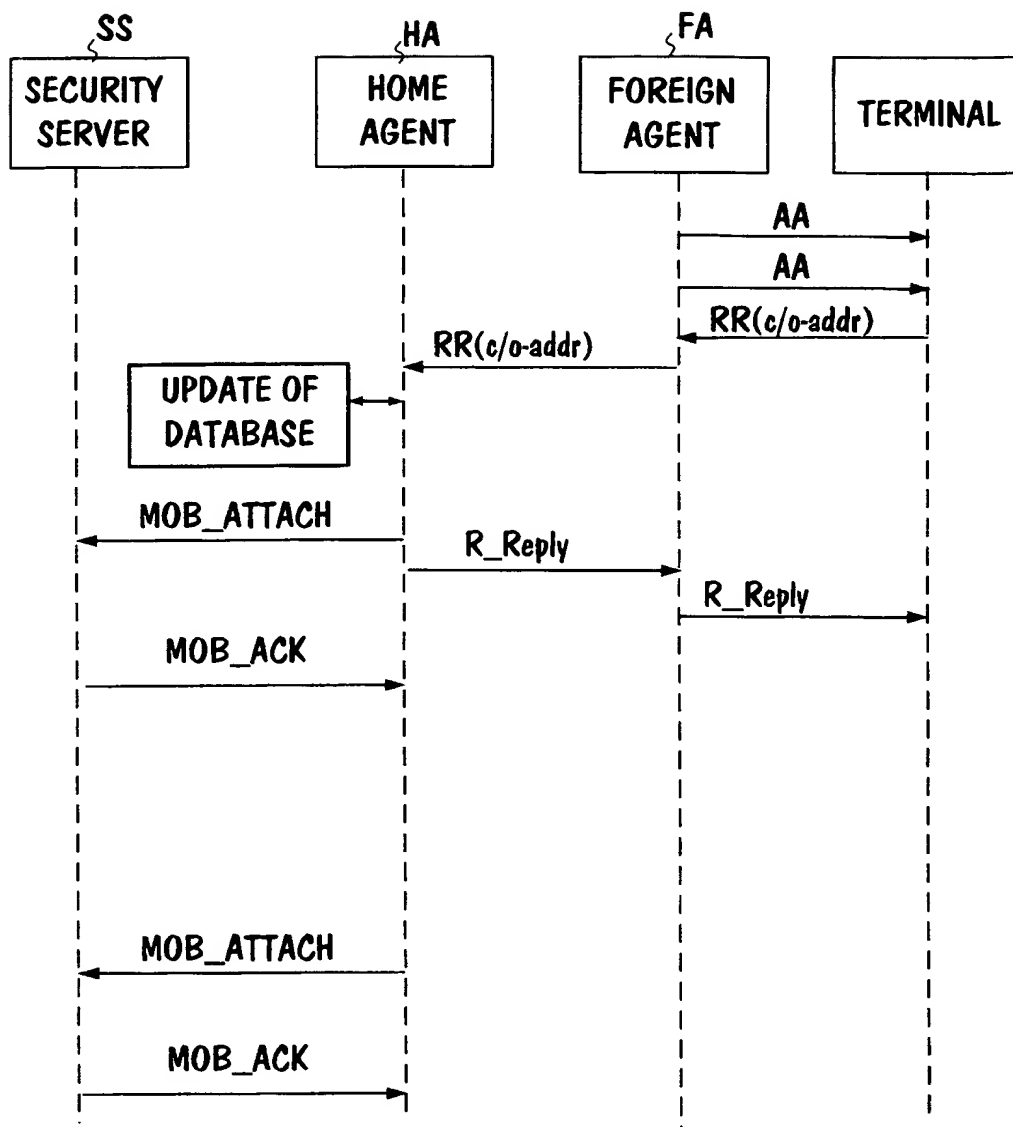 SS
HA
FA
SECURITY
SERVER
HOME
AGENT
FOREIGN
AGENT
TERMINAL
AA
AA
RR(c/o-addr)
RR(c/o-addr)
UPDATE OF
DATABASE
MOB_ATTACH
R_Reply
R_Reply
MOB_ACK
MOB_ATTACH
MOB_ACK